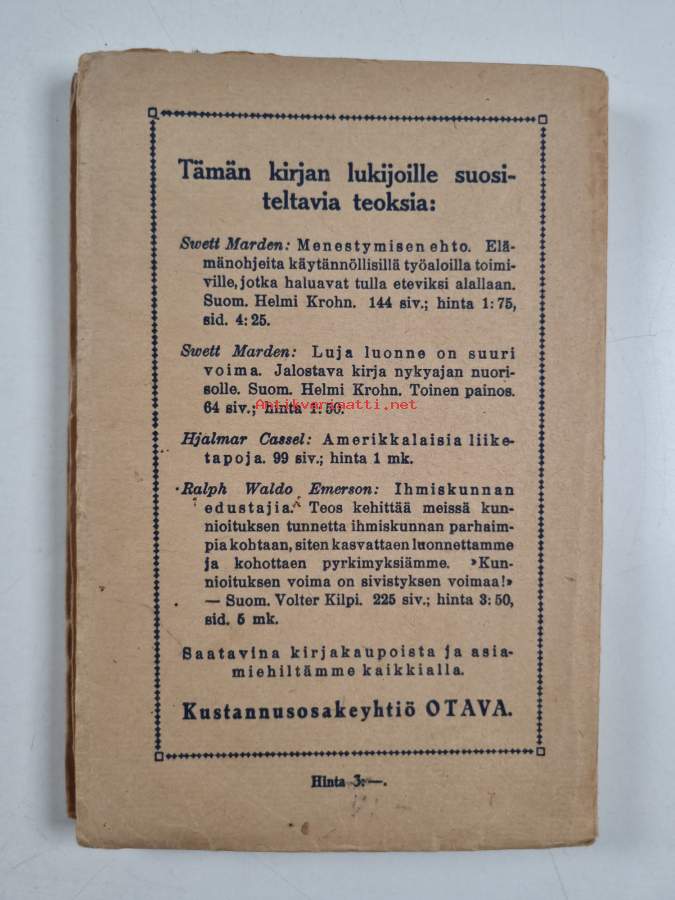 Tämän kirjan lukijoille suosi-
teltavia teoksia:
Swett Marden: Menestymisen ehto. Elä-
mänohjeita käytännöllisillä työaloilla toimi-
ville, jotka haluavat tulla eteviksi alallaan.
Suom. Helmi Krohn. 144 siv.; hinta 1:75,
sid. 4:25.
Swett Marden: Luja luonne on suuri
voima. Jalostava kirja nykyajan nuori-
solle. Suom. Helmi Krohn. Toinen painos.
64 siv.; hinta 1:50.
Antikvariaatti.net
Hjalmar Cassel: Amerikkalaisia liike-
tapoja. 99 siv.; hinta 1 mk.
Ralph Waldo Emerson: Ihmiskunnan
edustajia. Teos kehittää meissä kun-
nioituksen tunnetta ihmiskunnan parhaim-
pia kohtaan, siten kasvattaen luonnettamme
ja kohottaen pyrkimyksiämme. »Kun-
nioituksen voima on sivistyksen voimaa!»
— Suom. Volter Kilpi. 225 siv.; hinta 3:50,
sid. 5 mk.
Saatavina kirjakaupoista ja asia-
miehiltämme kaikkialla.
Kustannusosakeyhtiö OTAVA.
Hinta 3:—.